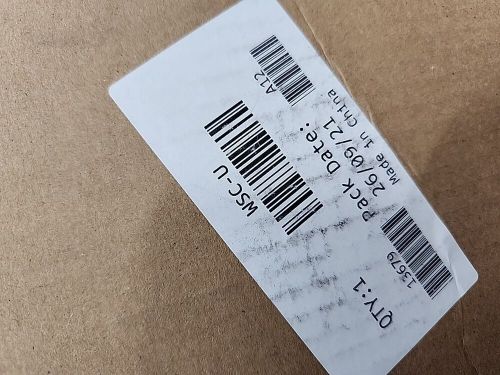 A12
WSC-U
Pack Date:
26/09/21
Made in China
13679
QTY:1